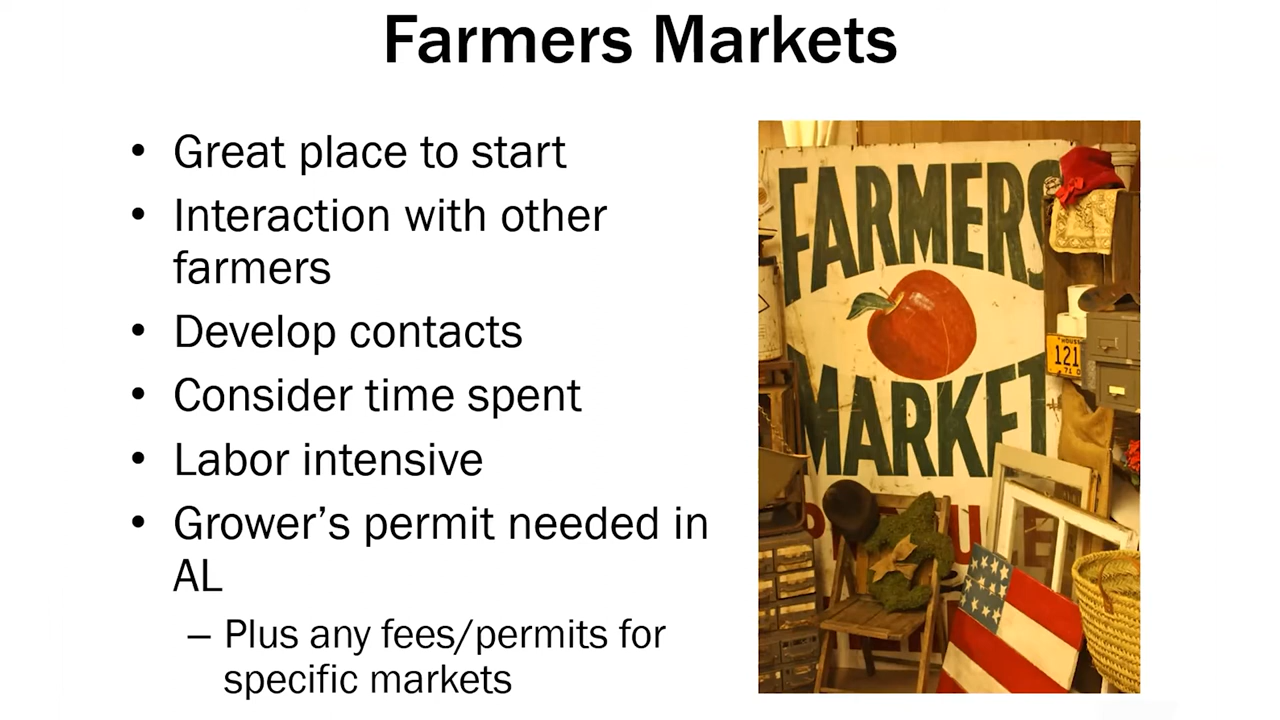 Farmers Markets
• Great place to start
• Interaction with other
farmers
• Develop contacts
• Consider time spent
• Labor intensive
• Grower’s permit needed in
AL
– Plus any fees/permits for
specific markets
FARMERS
MARKET
121